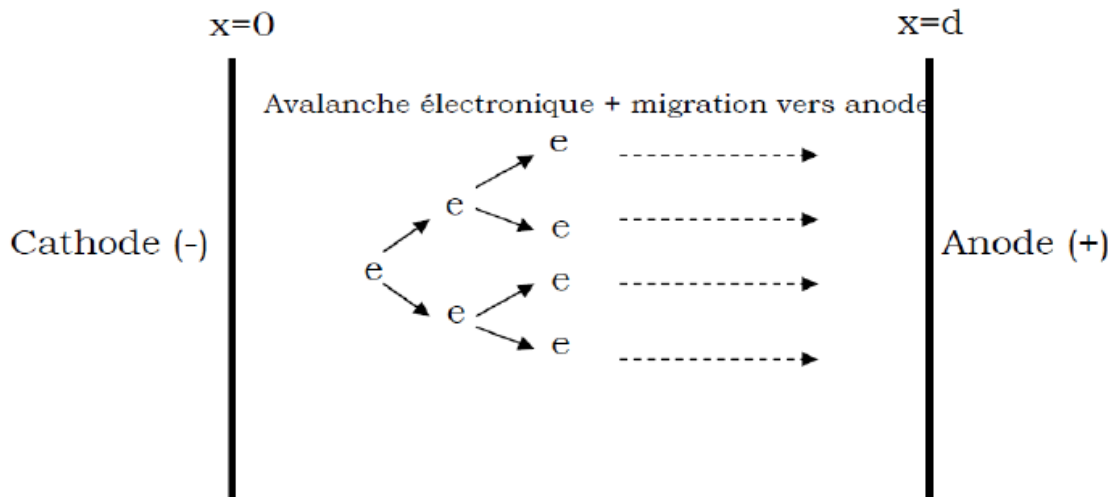 x=0
x=d
Avalanche électronique + migration vers anode
e
e
e
Cathode (-)
Anode (+)
e
e
e
e